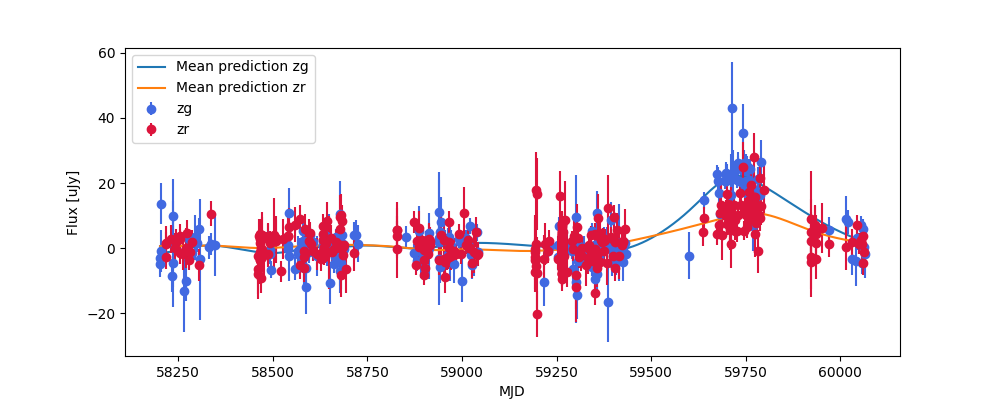 60
40
20
0
−20
Flux [uJy]
Mean prediction zg
Mean prediction zr
zg
zr
58250 58500 58750 59000 59250 59500 59750 60000
MJD